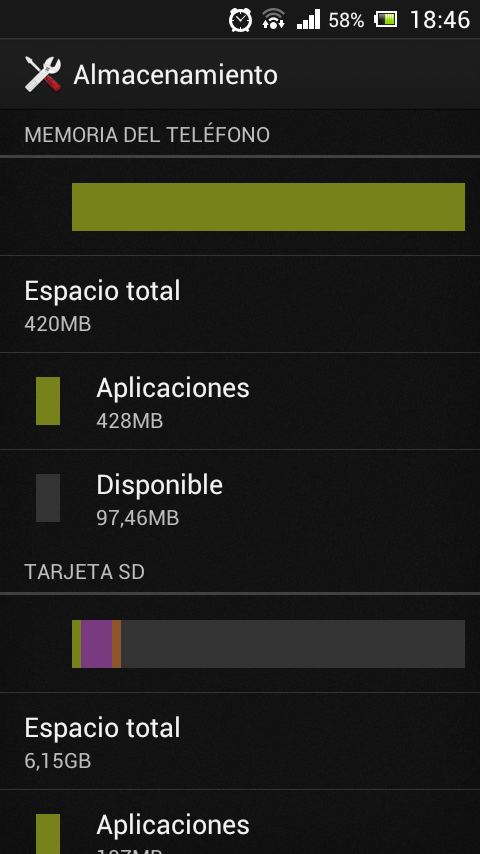 58% 18:46
Almacenamiento
MEMORIA DEL TELÉFONO
Espacio total
420MB
Aplicaciones
428MB
Disponible
97,46MB
TARJETA SD
Espacio total
6,15GB
Aplicaciones